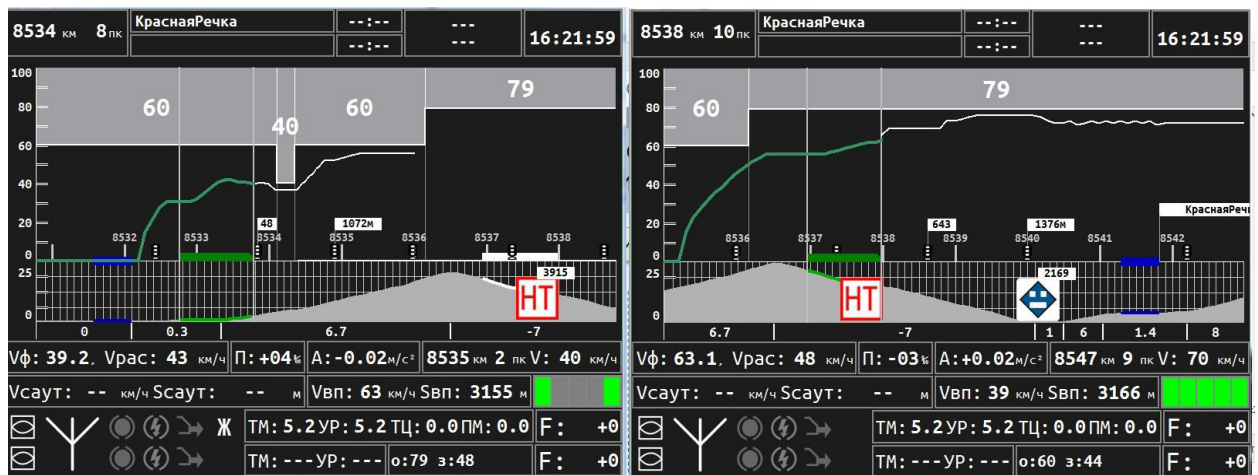 8534 км 8пк КраснаяРечка --:-- --- 16:21:59
--:-- ---
100
80
60
40
20
0
25
0
60 40 60 79
48 1072м
8532 8533 8534 8535 8536 8537 8538
3915
НТ
0 0.3 6.7 -7
Vф: 39.2, Vрас: 43 км/ч П: +04‰ А: -0.02м/с² 8535 км 2 пк V: 40 км/ч
Vсаут: -- км/ч Sсаут: -- м Vвп: 63 км/ч Sвп: 3155 м
Ж ТМ: 5.2 УР: 5.2 ТЦ: 0.0 ПМ: 0.0 F: +0
ТМ: --- УР: --- о:79 з:48 F: +0
8538 км 10пк КраснаяРечка --:-- --- 16:21:59
--:-- ---
100
80
60
40
20
0
25
0
60 79
КраснаяРечк
643 1376м
8536 8537 8538 8539 8540 8541 8542
2169
НТ
6.7 -7 1 6 1.4 8
Vф: 63.1, Vрас: 48 км/ч П: -03‰ А: +0.02м/с² 8547 км 9 пк V: 70 км/ч
Vсаут: -- км/ч Sсаут: -- м Vвп: 39 км/ч Sвп: 3166 м
ТМ: 5.2 УР: 5.2 ТЦ: 0.0 ПМ: 0.0 F: +0
ТМ: --- УР: --- о:60 з:44 F: +0